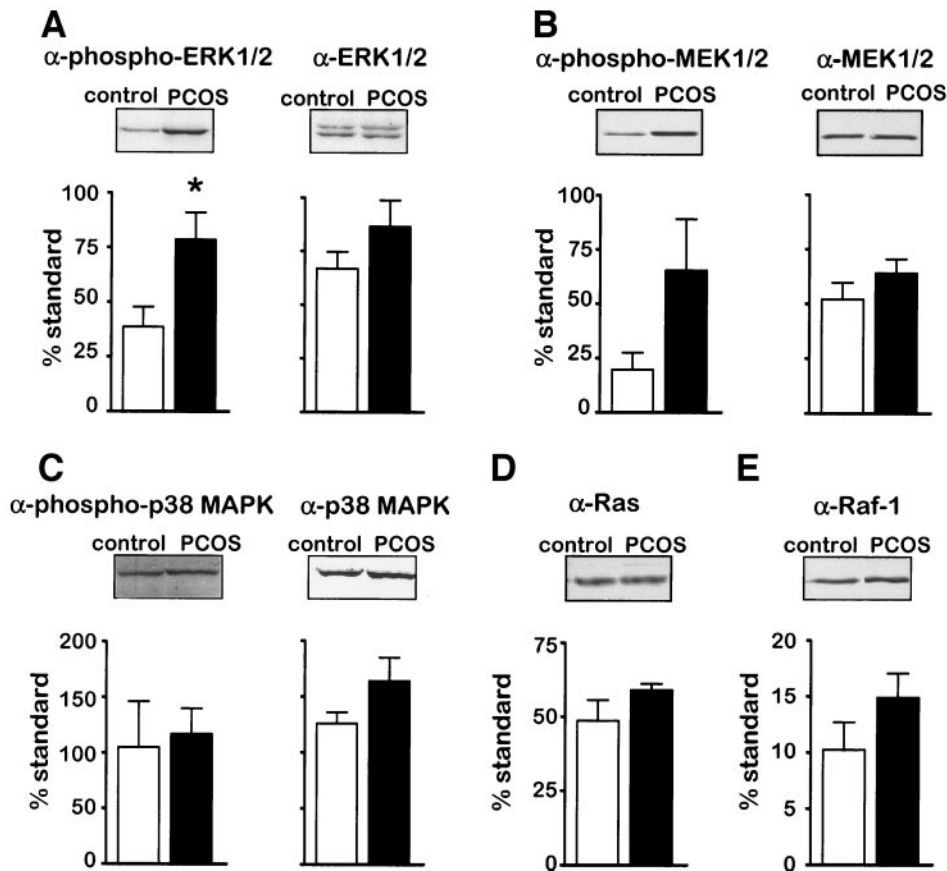 A
α-phospho-ERK1/2
α-ERK1/2
control PCOS
control PCOS
% standard
100
75
50
25
0
*
B
α-phospho-MEK1/2
α-MEK1/2
control PCOS
control PCOS
% standard
100
75
50
25
0
C
α-phospho-p38 MAPK
α-p38 MAPK
control PCOS
control PCOS
% standard
200
150
100
50
0
D
α-Ras
control PCOS
% standard
75
50
25
0
E
α-Raf-1
control PCOS
% standard
20
15
10
5
0